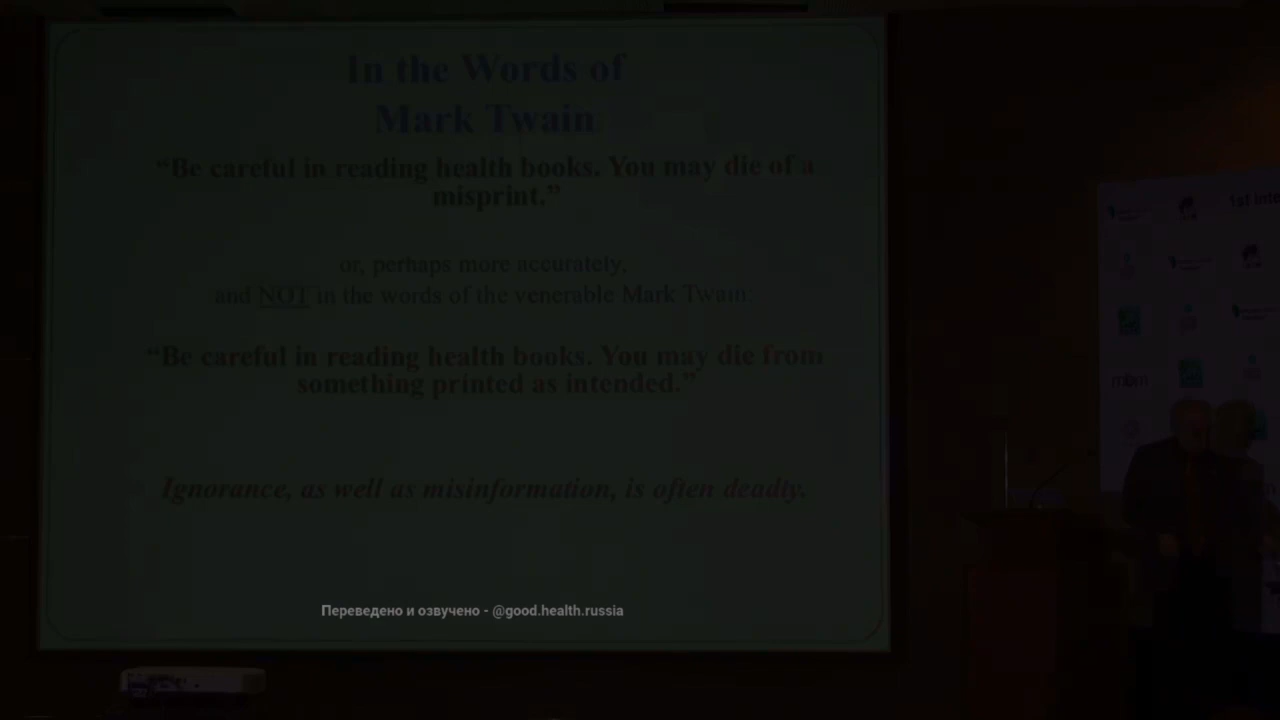 In the Words of
Mark Twain
“Be careful in reading health books. You may die of a
misprint.”
or, perhaps more accurately,
and NOT in the words of the venerable Mark Twain:
“Be careful in reading health books. You may die from
something printed as intended.”
Ignorance, as well as misinformation, is often deadly.
Переведено и озвучено - @good.health.russia
1st Inte